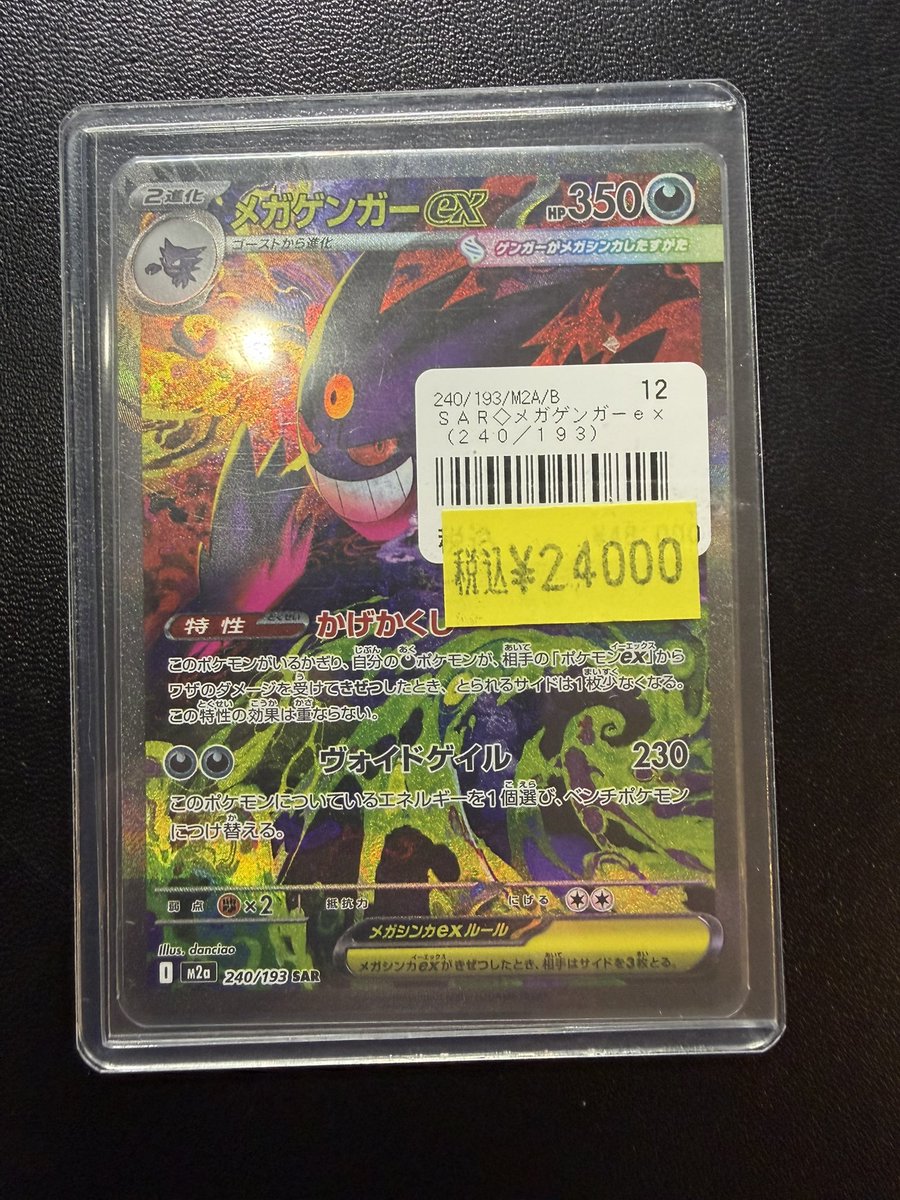 2進化
メガゲンガーex
HP350
ゴーストから進化
ゲンガーがメガシンカしたすがた
240/193/M2A/B 12
SAR◇メガゲンガーex
(240/193)
税込¥24000
特性 とくせい かげかくし
このポケモンがいるかぎり、自分のポケモンが、相手の「ポケモンex」から
ワザのダメージを受けてきぜつしたとき、とられるサイドは1枚少なくなる。
この特性の効果は重ならない。
ヴォイドゲイル 230
このポケモンについているエネルギーを1個選び、ベンチポケモン
につけ替える。
弱点 ×2 抵抗力 にげる
メガシンカexルール
メガシンカexがきぜつしたとき、相手はサイドを3枚とる。
Illus. danciao
m2a 240/193 SAR